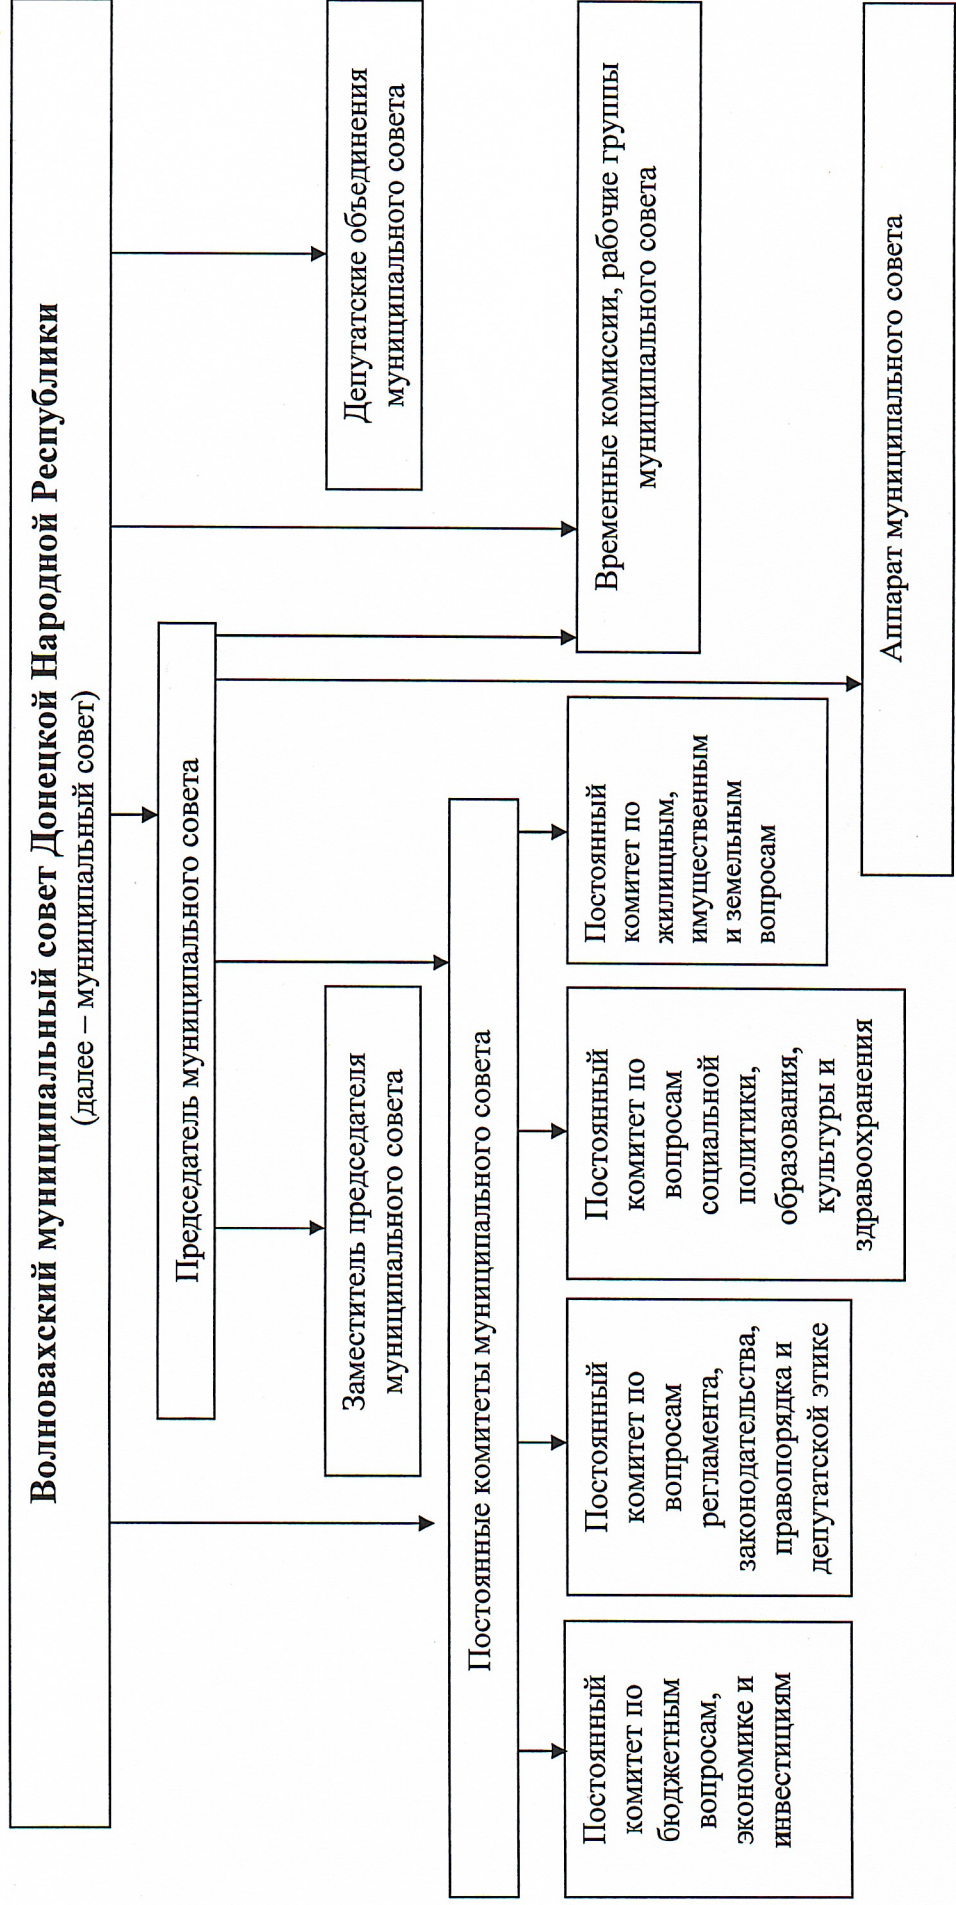 Волновахский муниципальный совет Донецкой Народной Республики
(далее – муниципальный совет)
Председатель муниципального совета
Заместитель председателя
муниципального совета
Депутатские объединения
муниципального совета
Постоянные комитеты муниципального совета
Временные комиссии, рабочие группы
муниципального совета
Постоянный
комитет по
бюджетным
вопросам,
экономике и
инвестициям
Постоянный
комитет по
вопросам
регламента,
законодательства,
правопорядка и
депутатской этике
Постоянный
комитет по
вопросам
социальной
политики,
образования,
культуры и
здравоохранения
Постоянный
комитет по
жилищным,
имущественным
и земельным
вопросам
Аппарат муниципального совета